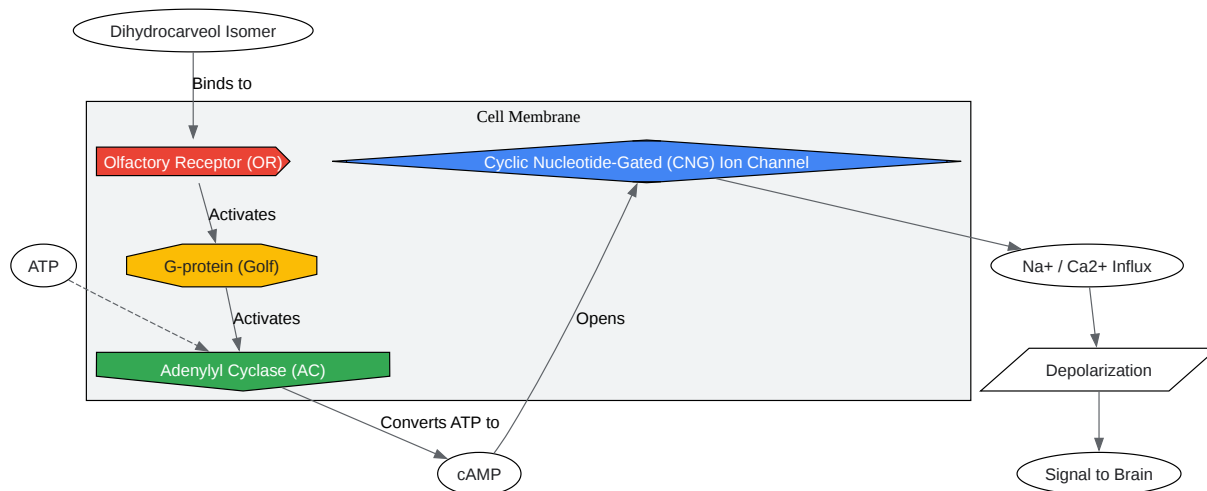 Dihydrocarveol Isomer
Binds to
Cell Membrane
Olfactory Receptor (OR)
Cyclic Nucleotide-Gated (CNG) Ion Channel
Activates
ATP
G-protein (Golf)
Na+ / Ca2+ Influx
Activates
Opens
Adenylyl Cyclase (AC)
Depolarization
Converts ATP to
cAMP
Signal to Brain